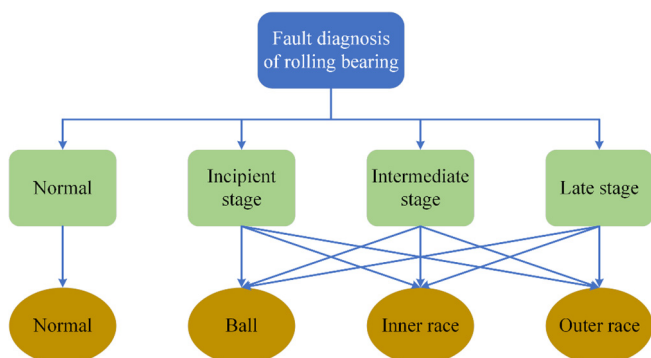 Fault diagnosis
of rolling bearing
Normal
Incipient
stage
Intermediate
stage
Late stage
Normal
Ball
Inner race
Outer race